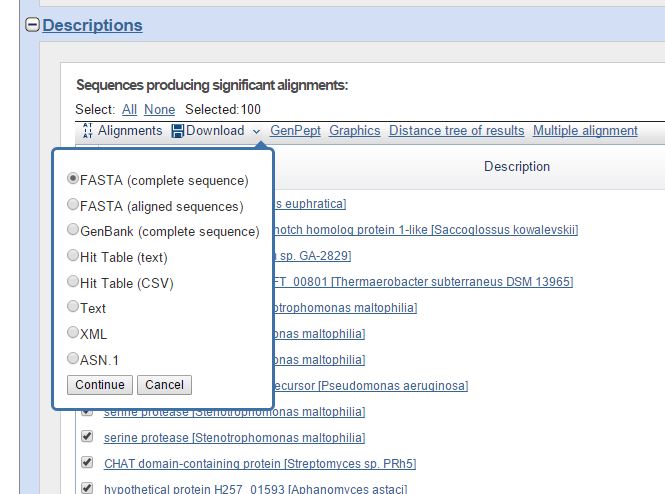 Descriptions
Sequences producing significant alignments:
Select: All None Selected:100
Alignments Download GenPept Graphics Distance tree of results Multiple alignment
Description
FASTA (complete sequence)
FASTA (aligned sequences)
GenBank (complete sequence)
Hit Table (text)
Hit Table (CSV)
Text
XML
ASN.1
Continue Cancel
s euphratica]
notch homolog protein 1-like [Saccoglossus kowalevskii]
sp. GA-2829]
FT_00801 [Thermaerobacter subterraneus DSM 13965]
notrophomonas maltophilia]
onas maltophilia]
onas maltophilia]
ecursor [Pseudomonas aeruginosa]
serine protease [Stenotrophomonas maltophilia]
serine protease [Stenotrophomonas maltophilia]
CHAT domain-containing protein [Streptomyces sp. PRh5]
hypothetical protein H257_01593 [Aphanomyces astaci]